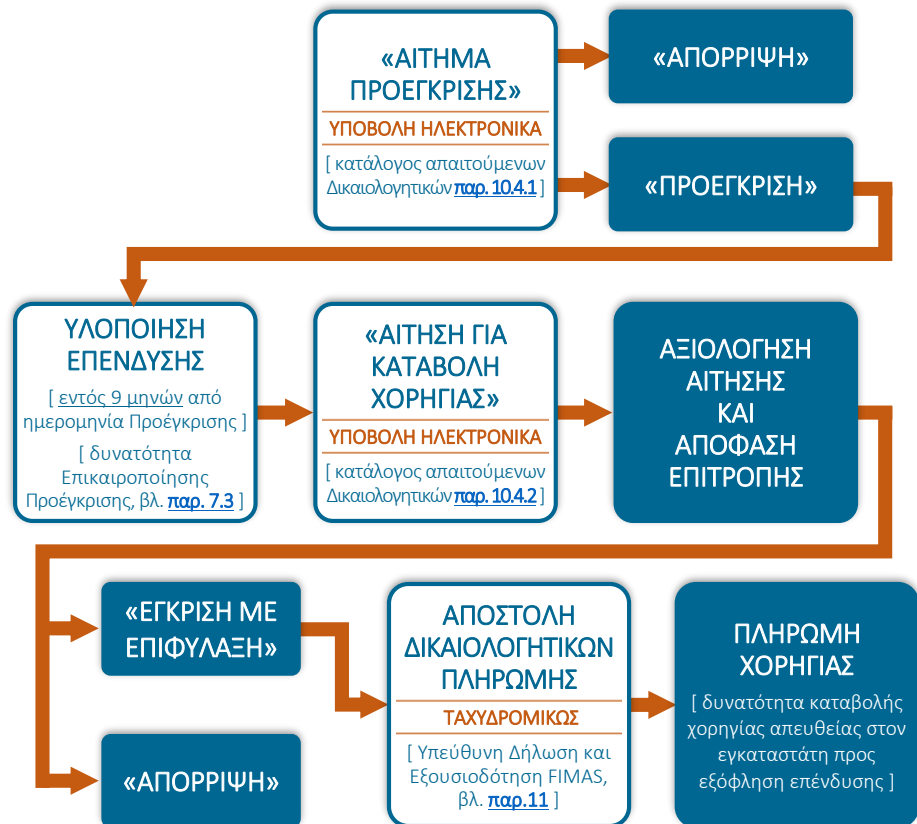 «ΑΙΤΗΜΑ
ΠΡΟΕΓΚΡΙΣΗΣ»
ΥΠΟΒΟΛΗ ΗΛΕΚΤΡΟΝΙΚΑ
[ κατάλογος απαιτούμενων
Δικαιολογητικών παρ. 10.4.1 ]
«ΑΠΟΡΡΙΨΗ»
«ΠΡΟΕΓΚΡΙΣΗ»
ΥΛΟΠΟΙΗΣΗ
ΕΠΕΝΔΥΣΗΣ
[ εντός 9 μηνών από
ημερομηνία Προέγκρισης ]
[ δυνατότητα
Επικαιροποίησης
Προέγκρισης, βλ. παρ. 7.3 ]
«ΑΙΤΗΣΗ ΓΙΑ
ΚΑΤΑΒΟΛΗ
ΧΟΡΗΓΙΑΣ»
ΥΠΟΒΟΛΗ ΗΛΕΚΤΡΟΝΙΚΑ
[ κατάλογος απαιτούμενων
Δικαιολογητικών παρ. 10.4.2 ]
ΑΞΙΟΛΟΓΗΣΗ
ΑΙΤΗΣΗΣ
ΚΑΙ
ΑΠΟΦΑΣΗ
ΕΠΙΤΡΟΠΗΣ
«ΕΓΚΡΙΣΗ ΜΕ
ΕΠΙΦΥΛΑΞΗ»
«ΑΠΟΡΡΙΨΗ»
ΑΠΟΣΤΟΛΗ
ΔΙΚΑΙΟΛΟΓΗΤΙΚΩΝ
ΠΛΗΡΩΜΗΣ
ΤΑΧΥΔΡΟΜΙΚΩΣ
[ Υπεύθυνη Δήλωση και
Εξουσιοδότηση FIMAS,
βλ. παρ.11 ]
ΠΛΗΡΩΜΗ
ΧΟΡΗΓΙΑΣ
[ δυνατότητα καταβολής
χορηγίας απευθείας στον
εγκαταστάτη προς
εξόφληση επένδυσης ]